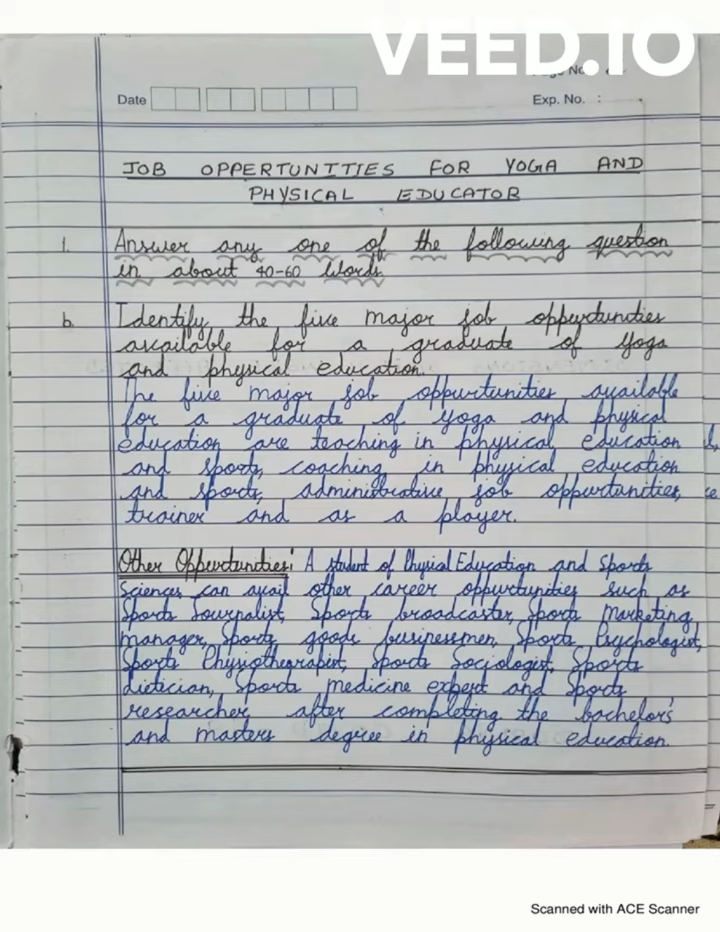 VEED.IO
Date
Exp. No. :
JOB OPPERTUNITIES FOR YOGA AND
PHYSICAL EDUCATOR
1. Answer any one of the following question
in about 40-60 Words.
b. Identify the five major job oppurtunities
available for a graduate of Yoga
and physical education.
The five major job oppurtunities available
for a graduate of yoga and physical
education are teaching in physical education
and sports, coaching in physical education
and sports, administrative job oppurtunities,
trainer and as a player.
Other Oppurtunities: A student of Physical Education and Sports
Sciences can avail other career oppurtunities such as
Sports Journalist, Sports broadcaster, Sports Marketing
manager, Sports goods businessmen, Sports Psychologist,
Sports Physiotherapist, Sports Sociologist, Sports
dietician, Sports medicine expert and Sports
researcher after completing the bachelor's
and masters degree in physical education.
Scanned with ACE Scanner